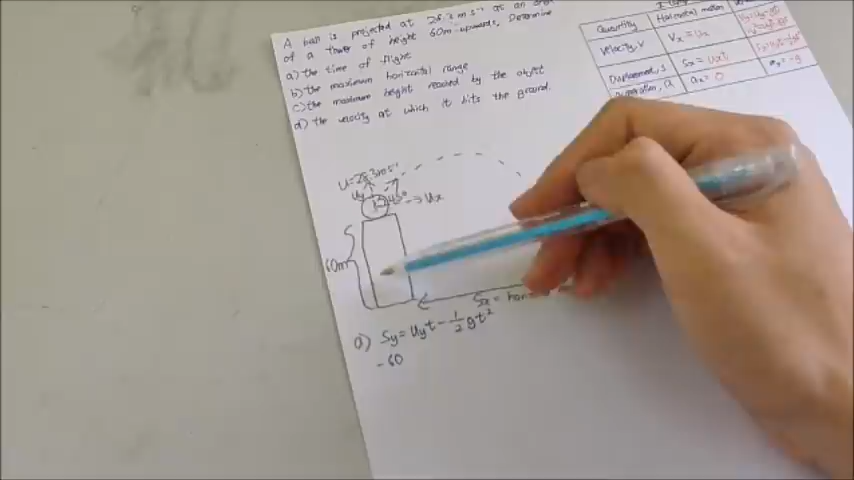 A ball is projected at 28.3 m s⁻¹ at an
of a tower of height 60m upwards. Determine
a) the time of flight
b) the maximum horizontal range
c) the maximum height reached by the object
d) the velocity at which it hits the ground.
Quantity Horizontal motion
Velocity, V Vx = Ux
Displacement, s Sx = Uxt
, a ax = 0 ay = -g
U= 28.3ms⁻¹
Uy
45° → Ux
60m
Sx = hor
a) Sy= Uyt - 1/2 gt²
-60